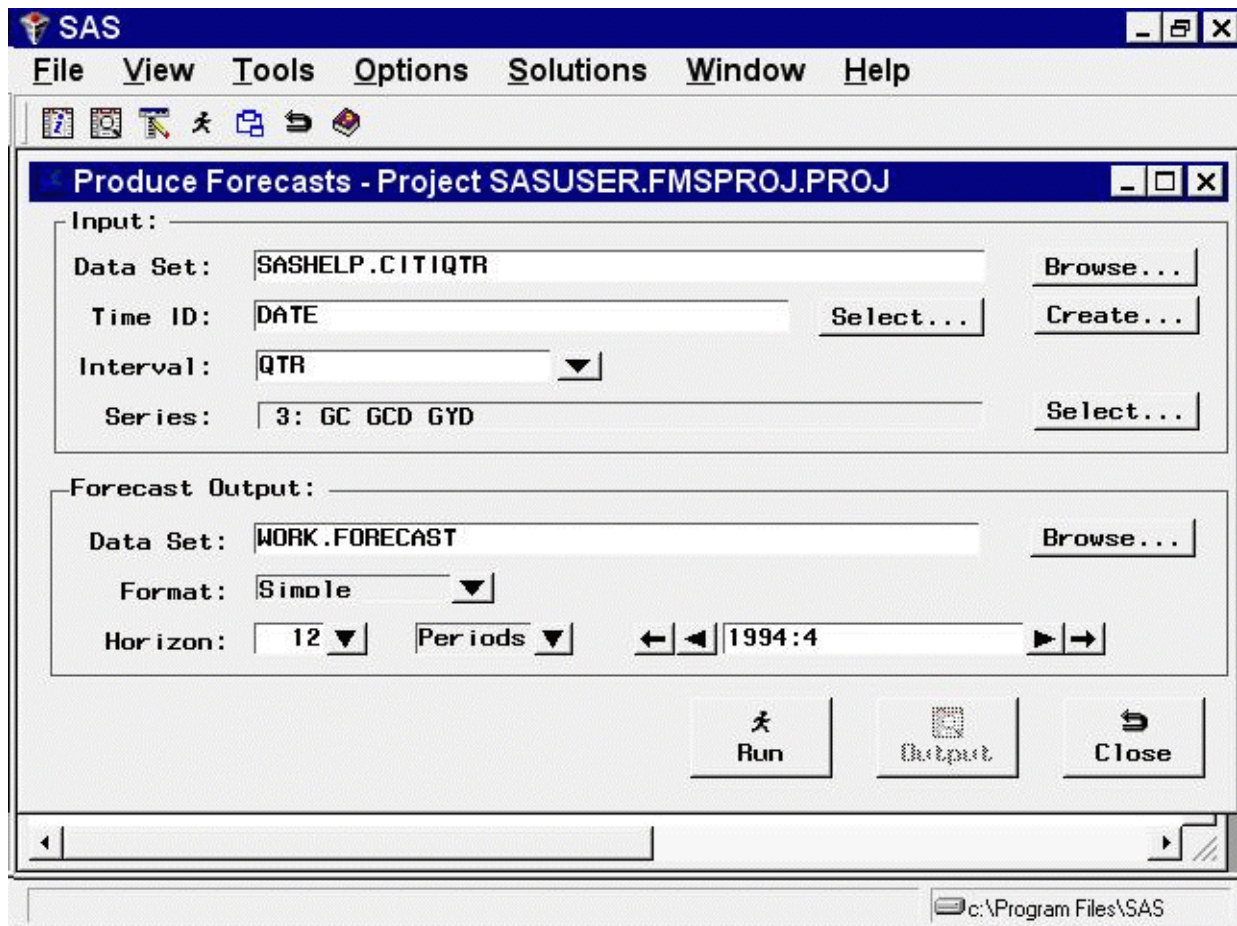 SAS
File View Tools Options Solutions Window Help
Produce Forecasts - Project SASUSER.FMSPROJ.PROJ
Input:
Data Set: SASHELP.CITIQTR Browse...
Time ID: DATE Select... Create...
Interval: QTR
Series: 3: GC GCD GYD Select...
Forecast Output:
Data Set: WORK.FORECAST Browse...
Format: Simple
Horizon: 12 Periods 1994:4
Run Output Close
c:\Program Files\SAS